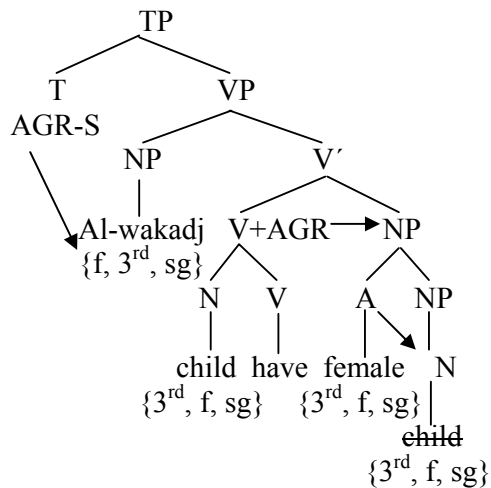 TP
T VP
AGR-S
NP V´
Al-wakadj V+AGR NP
{f, 3rd, sg}
N V A NP
child have female N
{3rd, f, sg} {3rd, f, sg}
child
{3rd, f, sg}